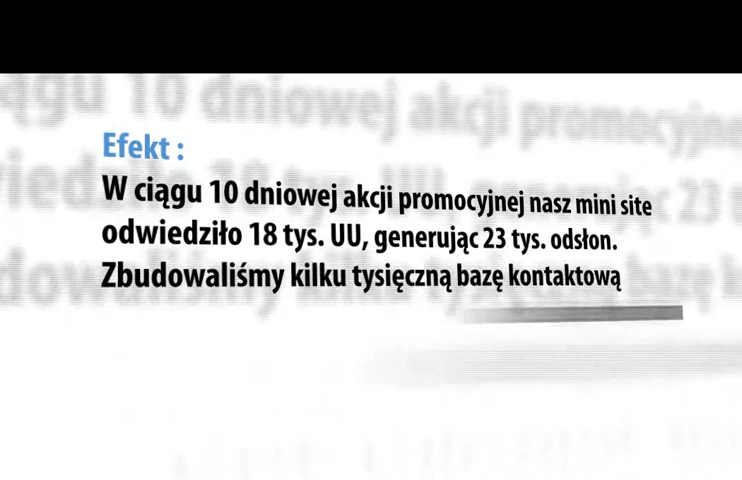 Efekt :
W ciągu 10 dniowej akcji promocyjnej nasz mini site
odwiedziło 18 tys. UU, generując 23 tys. odsłon.
Zbudowaliśmy kilku tysięczną bazę kontaktową